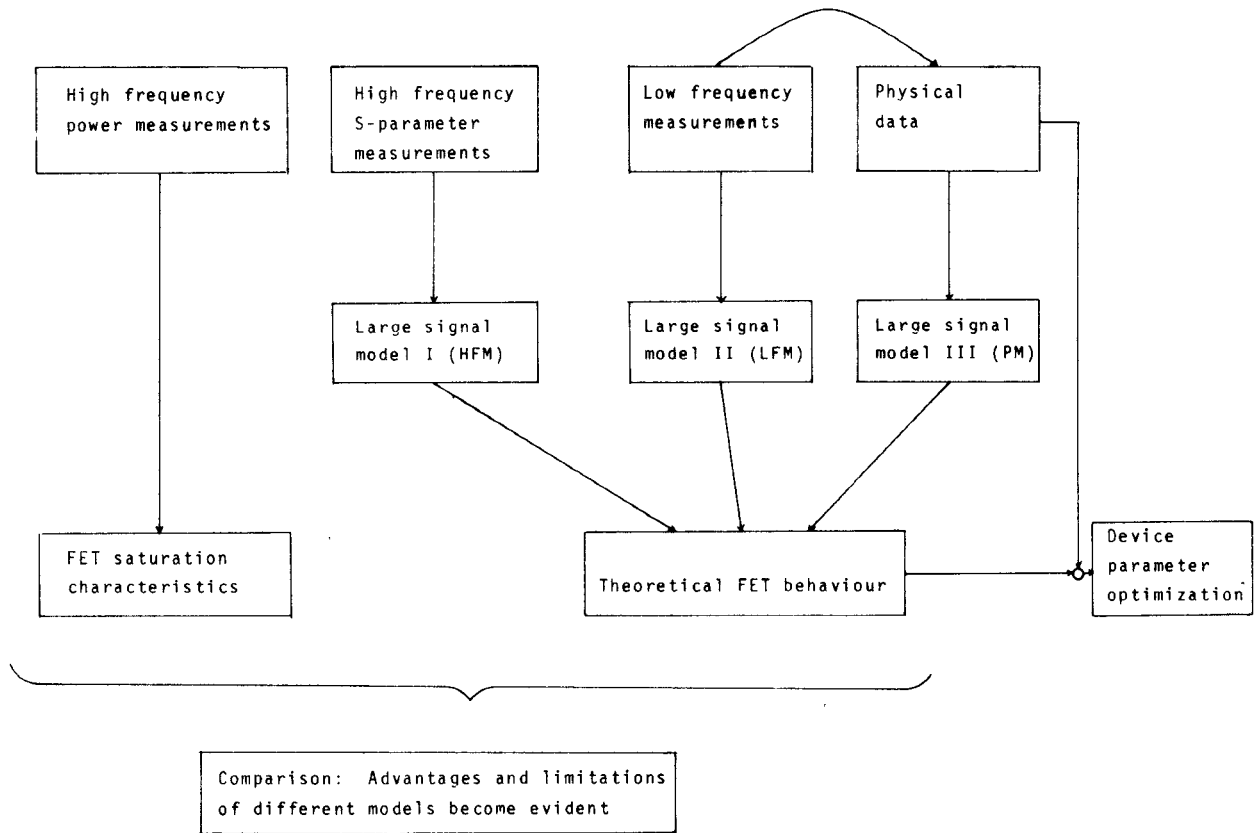 High frequency
power measurements
High frequency
S-parameter
measurements
Low frequency
measurements
Physical
data
Large signal
model I (HFM)
Large signal
model II (LFM)
Large signal
model III (PM)
FET saturation
characteristics
Theoretical FET behaviour
Device
parameter
optimization
Comparison: Advantages and limitations
of different models become evident